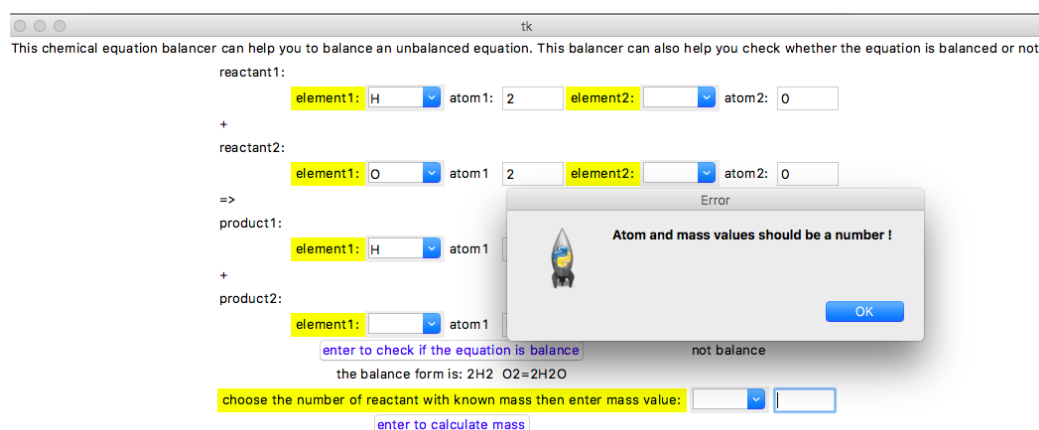 tk
This chemical equation balancer can help you to balance an unbalanced equation. This balancer can also help you check whether the equation is balanced or not
reactant1:
element1: H atom1: 2 element2: atom2: 0
+
reactant2:
element1: O atom1 2 element2: atom2: 0
=>
Error
product1:
Atom and mass values should be a number !
element1: H atom1
+
product2:
OK
element1: atom1
enter to check if the equation is balance not balance
the balance form is: 2H2 O2=2H2O
choose the number of reactant with known mass then enter mass value:
enter to calculate mass